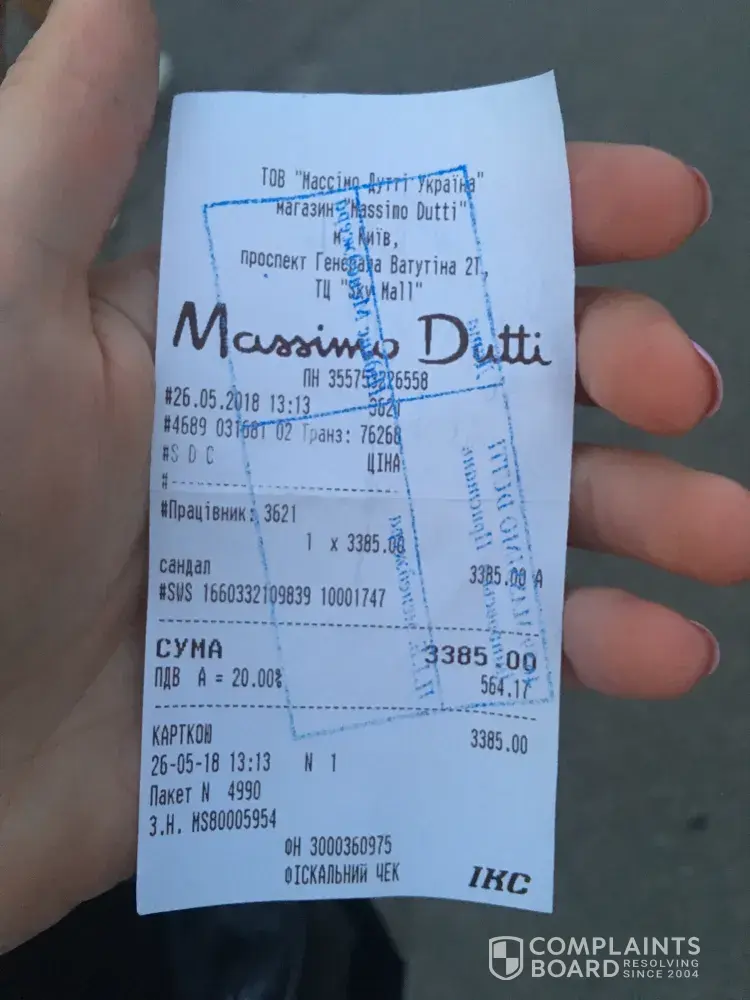 ТОВ "Массімо Дутті Україна"
магазин "Massimo Dutti"
м. Київ,
проспект Генерала Ватутіна 2Т,
ТЦ "Sky Mall"
Massimo Dutti
ПН 355753226558
#26.05.2018 13:13 3621
#4689 031681 02 Транз: 76268
#S D C ЦІНА
#
#Працівник: 3621
1 x 3385.00
сандал 3385.00 А
#SWS 1660332109839 10001747
СУМА 3385.00
ПДВ А = 20.00% 564.17
КАРТКОЮ 3385.00
26-05-18 13:13 N 1
Пакет N 4990
З.Н. MS80005954
ФН 3000360975
ФІСКАЛЬНИЙ ЧЕК ІКС
COMPLAINTS
BOARD RESOLVING
SINCE 2004